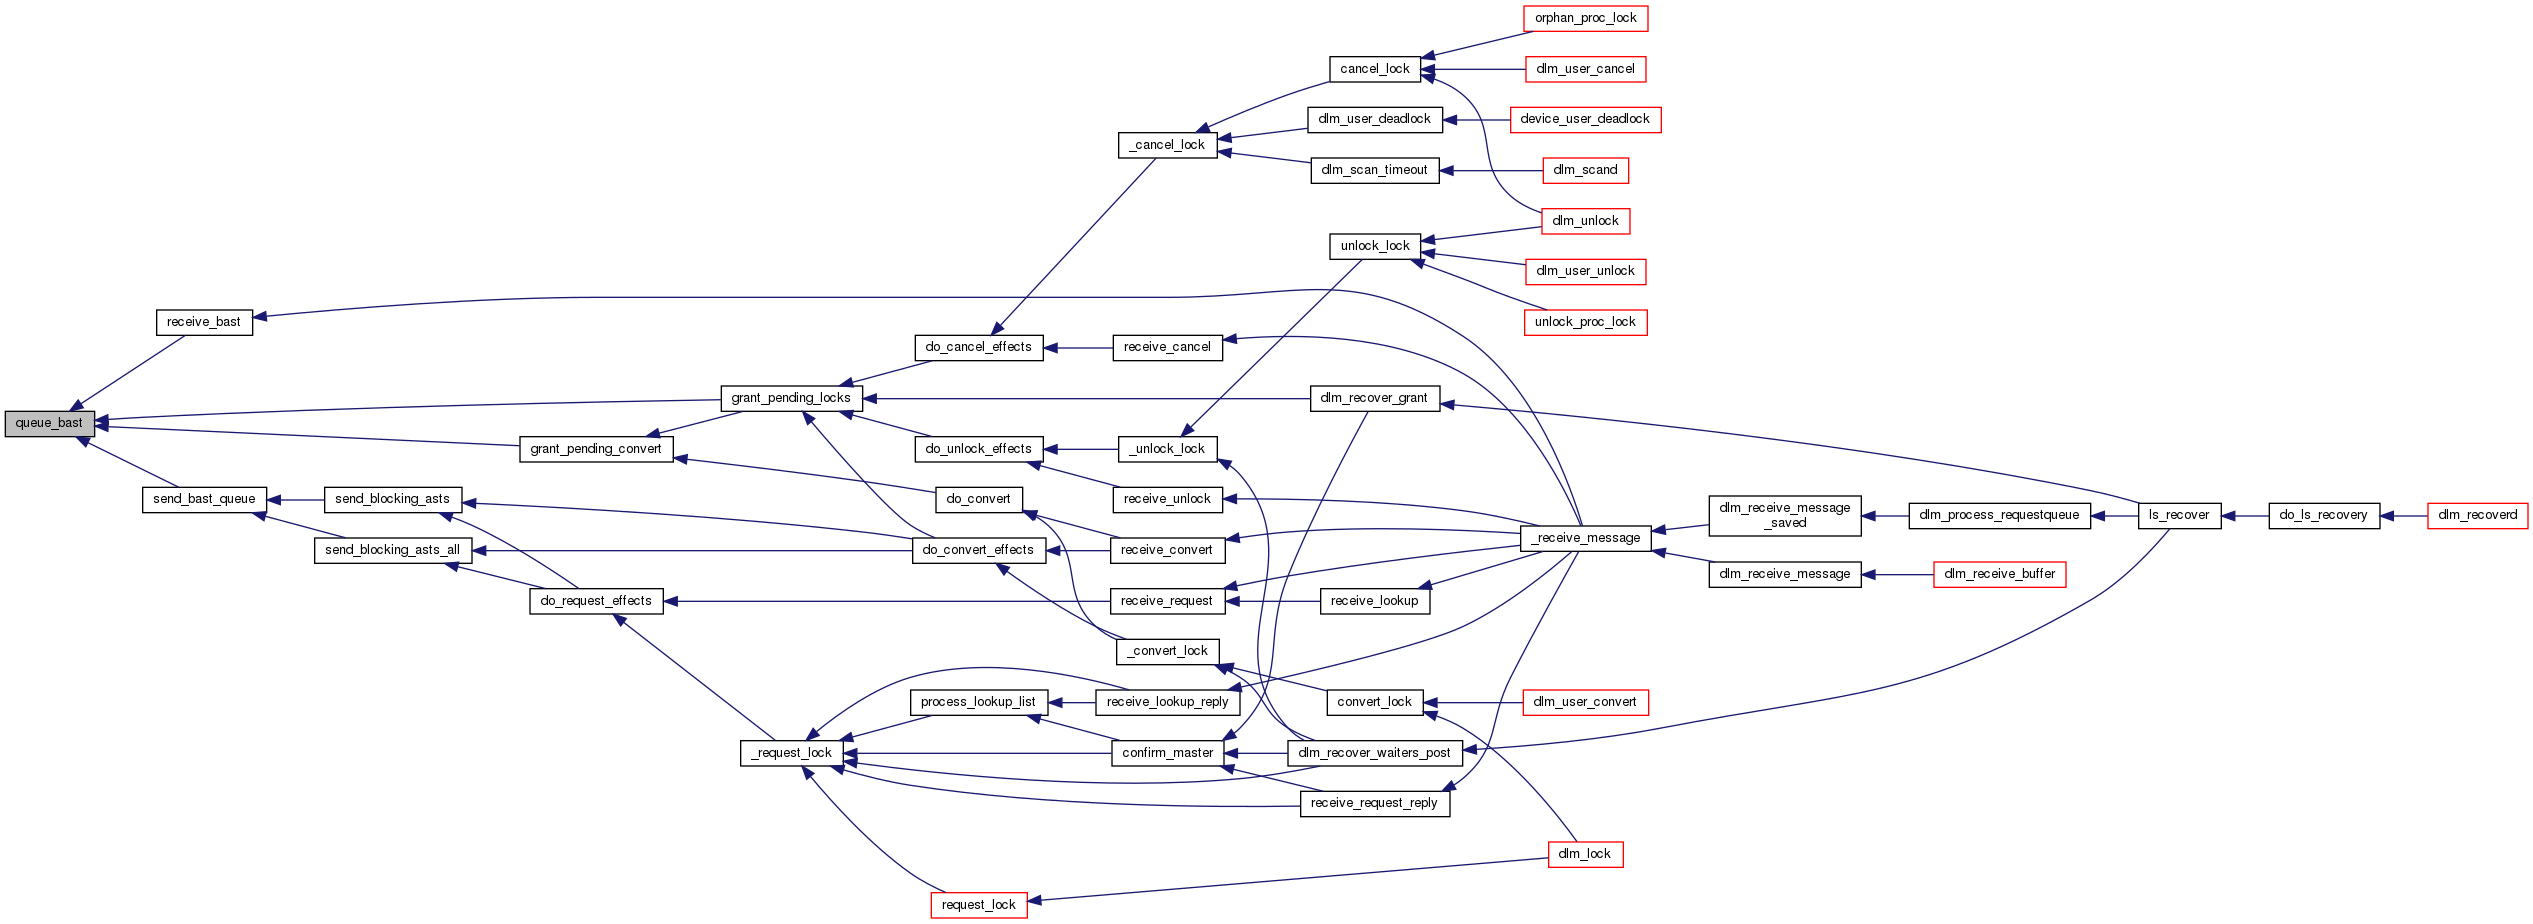 orphan_proc_lock
cancel_lock
dlm_user_cancel
dlm_user_deadlock
device_user_deadlock
_cancel_lock
dlm_scan_timeout
dlm_scand
dlm_unlock
unlock_lock
dlm_user_unlock
receive_bast
unlock_proc_lock
do_cancel_effects
receive_cancel
grant_pending_locks
dlm_recover_grant
queue_bast
grant_pending_convert
do_unlock_effects
_unlock_lock
send_bast_queue
send_blocking_asts
do_convert
receive_unlock
dlm_receive_message
_saved
dlm_process_requestqueue
ls_recover
do_ls_recovery
dlm_recoverd
send_blocking_asts_all
do_convert_effects
receive_convert
_receive_message
dlm_receive_message
dlm_receive_buffer
do_request_effects
receive_request
receive_lookup
_convert_lock
process_lookup_list
receive_lookup_reply
convert_lock
dlm_user_convert
_request_lock
confirm_master
dlm_recover_waiters_post
receive_request_reply
dlm_lock
request_lock